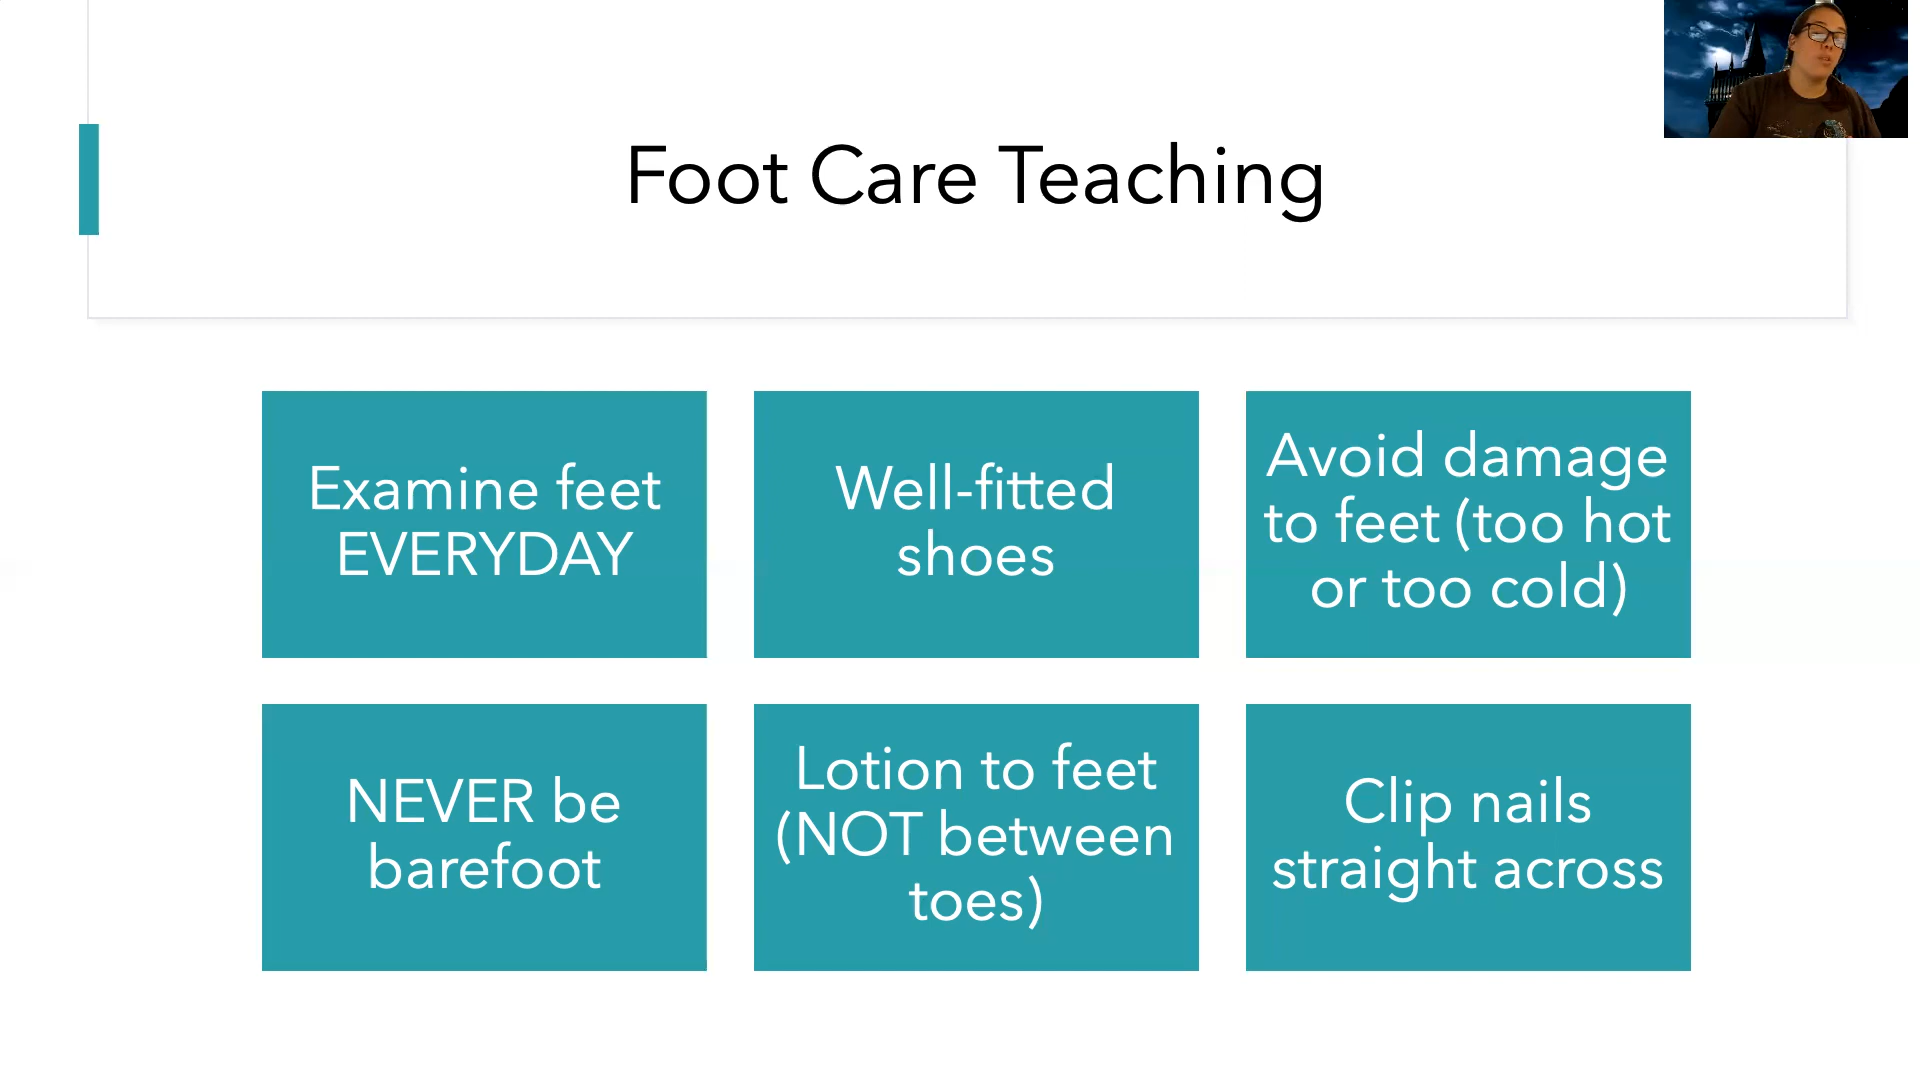 Foot Care Teaching
Examine feet
EVERYDAY
Well-fitted
shoes
Avoid damage
to feet (too hot
or too cold)
NEVER be
barefoot
Lotion to feet
(NOT between
toes)
Clip nails
straight across